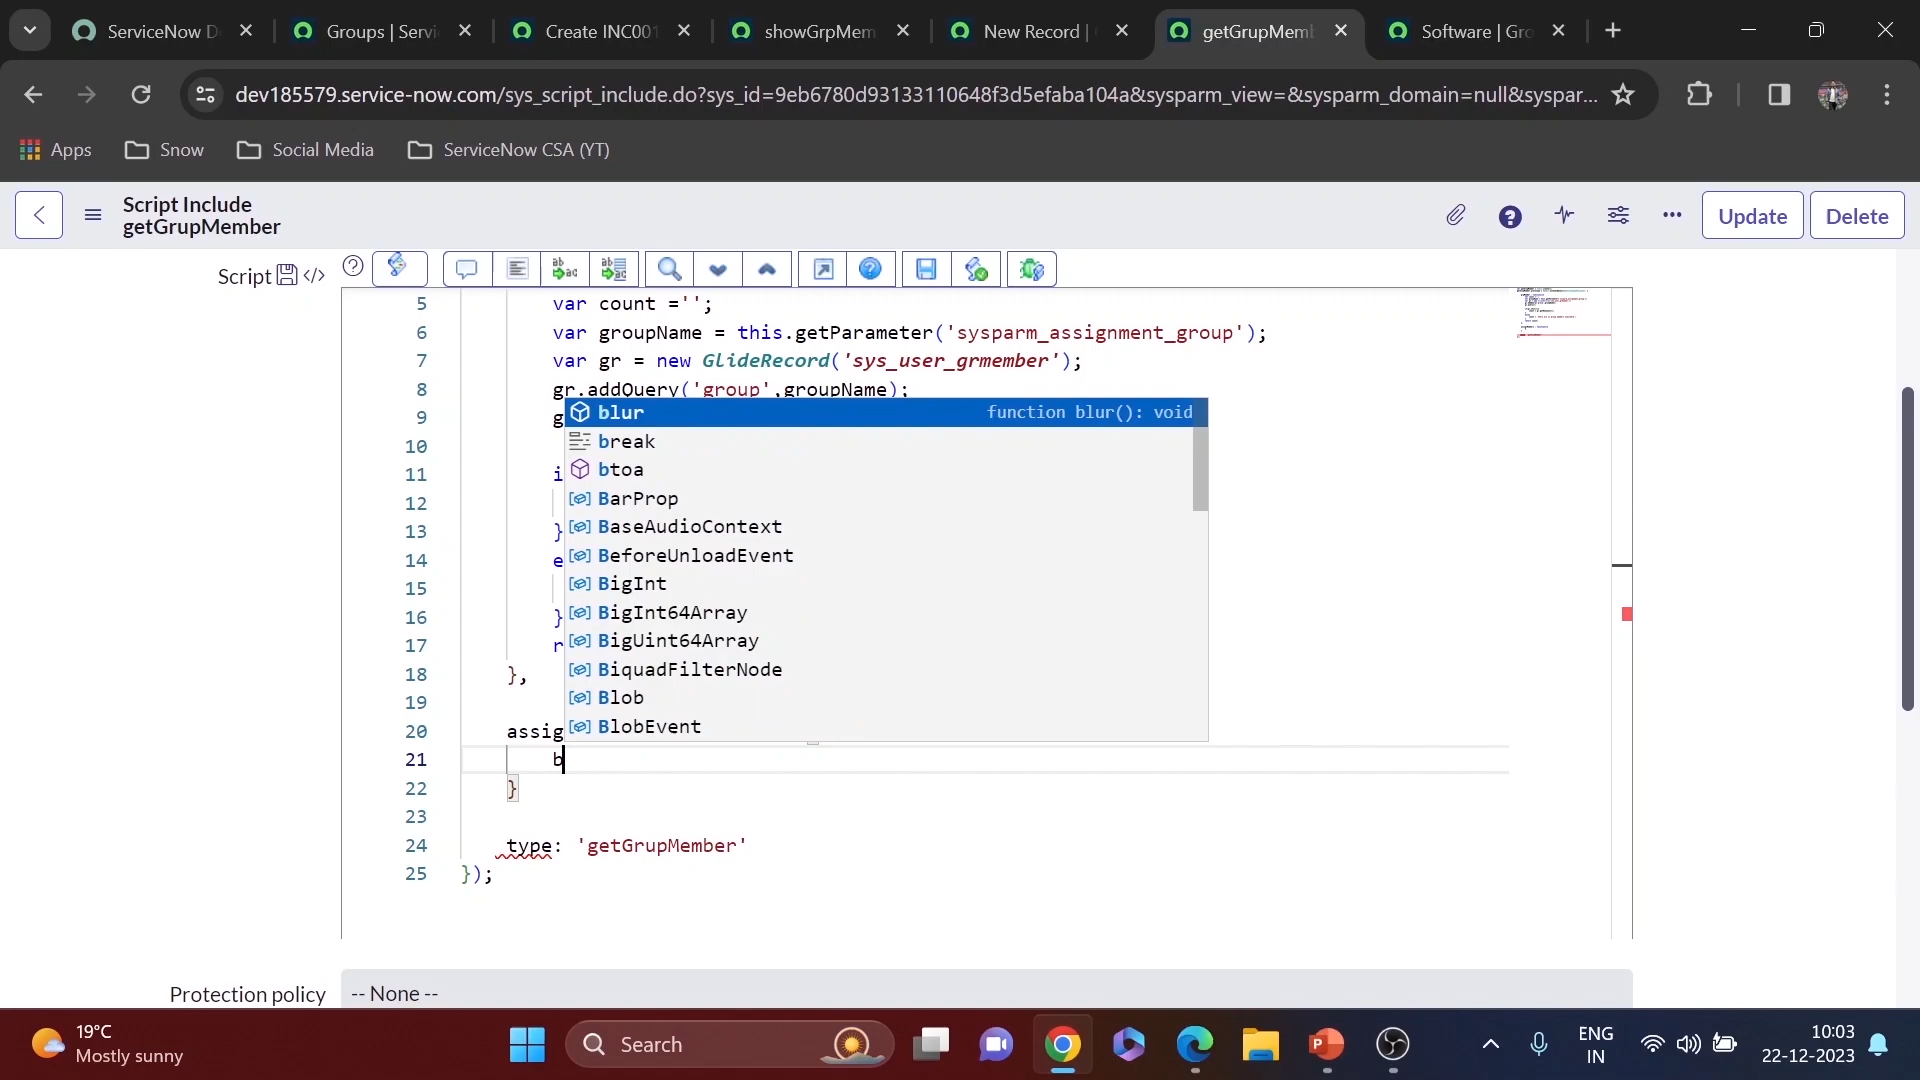 ServiceNow D
Groups | Servi
Create INC001
showGrpMem
New Record |
getGrupMemb
Software | Gro
dev185579.service-now.com/sys_script_include.do?sys_id=9eb6780d93133110648f3d5efaba104a&sysparm_view=&sysparm_domain=null&syspar...
Apps
Snow
Social Media
ServiceNow CSA (YT)
Script Include
getGrupMember
Update
Delete
Script
5 var count ='';
6 var groupName = this.getParameter('sysparm_assignment_group');
7 var gr = new GlideRecord('sys_user_grmember');
8 gr.addQuery('group',groupName);
9 g
10
11 i
12
13 }
14 e
15
16 }
17 r
18 },
19
20 assig
21 b
22 }
23
24 type: 'getGrupMember'
25 });
blur function blur(): void
break
btoa
BarProp
BaseAudioContext
BeforeUnloadEvent
BigInt
BigInt64Array
BigUint64Array
BiquadFilterNode
Blob
BlobEvent
Protection policy
-- None --
19°C
Mostly sunny
Search
ENG
IN
10:03
22-12-2023